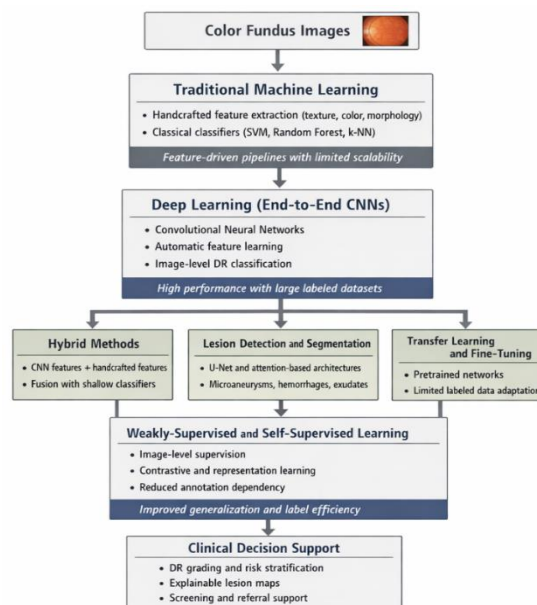 Color Fundus Images
Traditional Machine Learning
• Handcrafted feature extraction (texture, color, morphology)
• Classical classifiers (SVM, Random Forest, k-NN)
Feature-driven pipelines with limited scalability
Deep Learning (End-to-End CNNs)
• Convolutional Neural Networks
• Automatic feature learning
• Image-level DR classification
High performance with large labeled datasets
Hybrid Methods
• CNN features + handcrafted features
• Fusion with shallow classifiers
Lesion Detection and Segmentation
• U-Net and attention-based architectures
• Microaneurysms, hemorrhages, exudates
Transfer Learning
and Fine-Tuning
• Pretrained networks
• Limited labeled data adaptation
Weakly-Supervised and Self-Supervised Learning
• Image-level supervision
• Contrastive and representation learning
• Reduced annotation dependency
Improved generalization and label efficiency
Clinical Decision Support
• DR grading and risk stratification
• Explainable lesion maps
• Screening and referral support